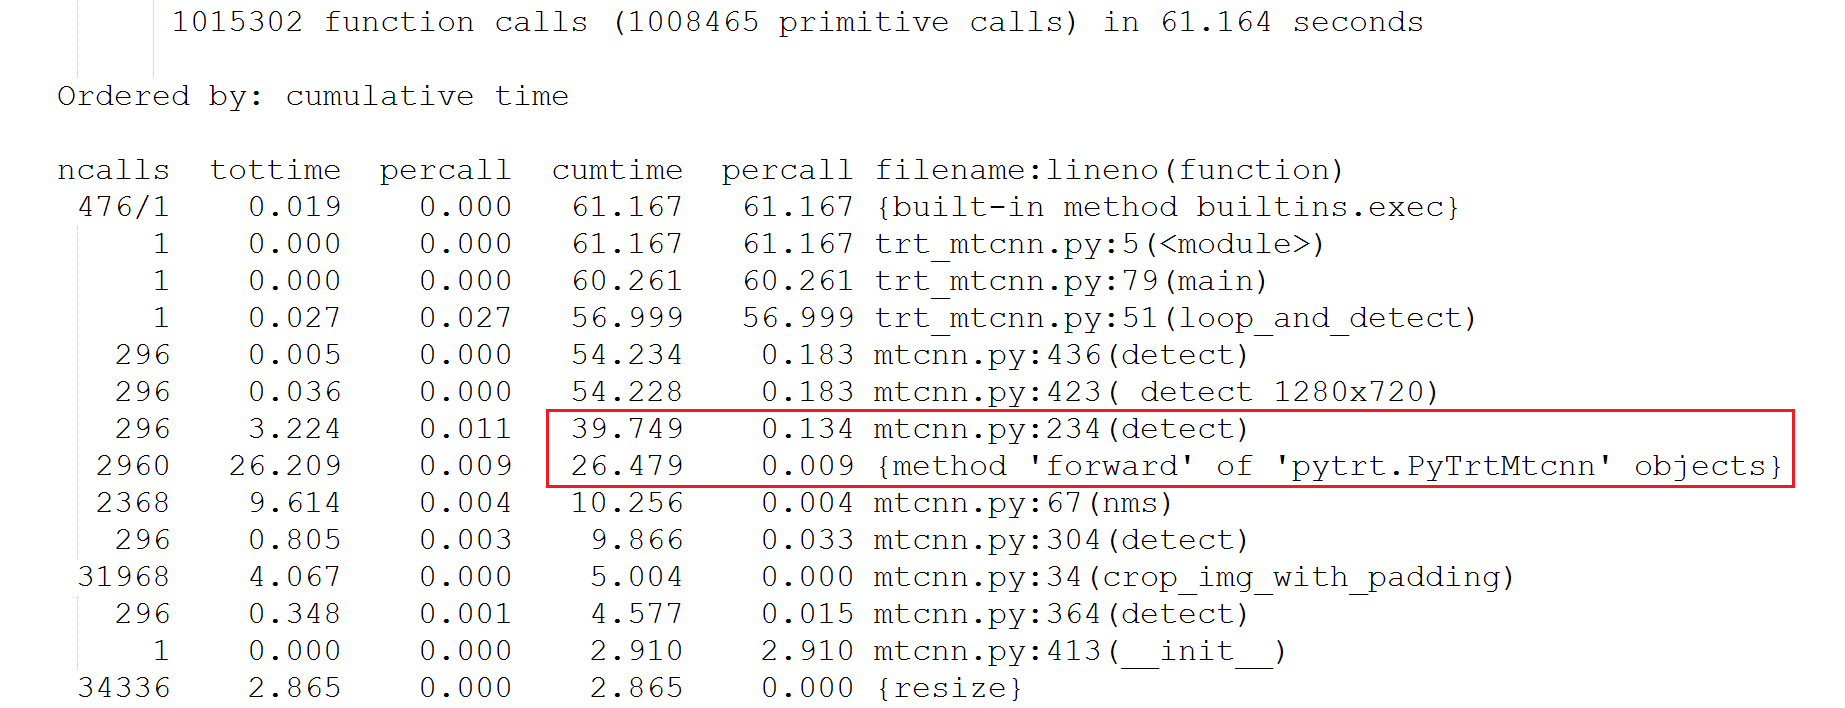 1015302 function calls (1008465 primitive calls) in 61.164 seconds
Ordered by: cumulative time
ncalls tottime percall cumtime percall filename:lineno(function)
476/1 0.019 0.000 61.167 61.167 {built-in method builtins.exec}
1 0.000 0.000 61.167 61.167 trt_mtcnn.py:5(<module>)
1 0.000 0.000 60.261 60.261 trt_mtcnn.py:79(main)
1 0.027 0.027 56.999 56.999 trt_mtcnn.py:51(loop_and_detect)
296 0.005 0.000 54.234 0.183 mtcnn.py:436(detect)
296 0.036 0.000 54.228 0.183 mtcnn.py:423( detect 1280x720)
296 3.224 0.011 39.749 0.134 mtcnn.py:234(detect)
2960 26.209 0.009 26.479 0.009 {method 'forward' of 'pytrt.PyTrtMtcnn' objects}
2368 9.614 0.004 10.256 0.004 mtcnn.py:67(nms)
296 0.805 0.003 9.866 0.033 mtcnn.py:304(detect)
31968 4.067 0.000 5.004 0.000 mtcnn.py:34(crop_img_with_padding)
296 0.348 0.001 4.577 0.015 mtcnn.py:364(detect)
1 0.000 0.000 2.910 2.910 mtcnn.py:413(__init__)
34336 2.865 0.000 2.865 0.000 {resize}